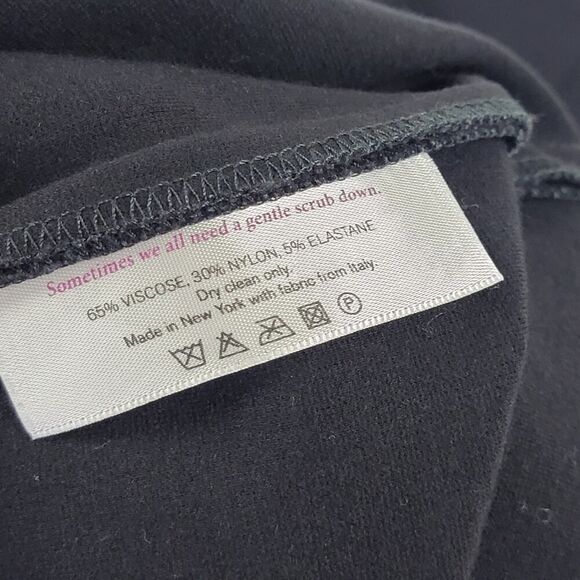 Sometimes we all need a gentle scrub down.
65% VISCOSE, 30% NYLON, 5% ELASTANE
Dry clean only.
Made in New York with fabric from Italy.
P